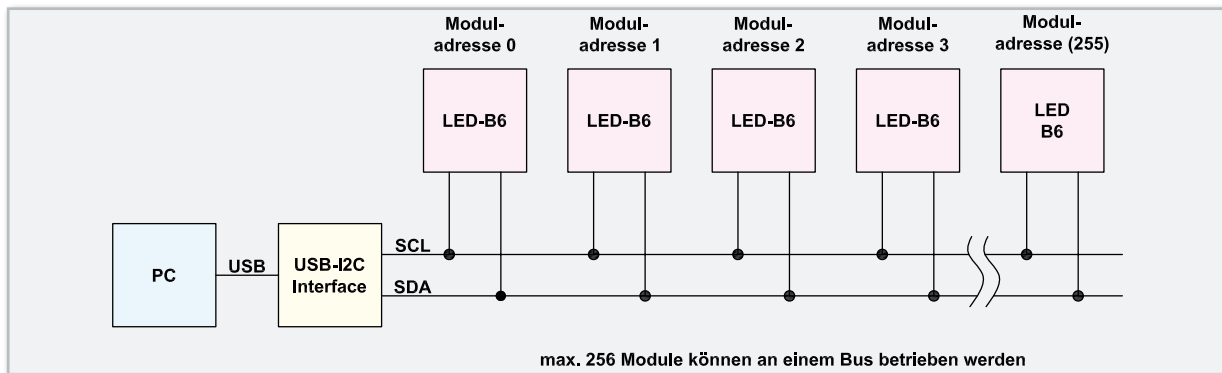 Modul-
adresse 0
Modul-
adresse 1
Modul-
adresse 2
Modul-
adresse 3
Modul-
adresse (255)
LED-B6
LED-B6
LED-B6
LED-B6
LED
B6
PC
USB
USB-I2C
Interface
SCL
SDA
max. 256 Module können an einem Bus betrieben werden